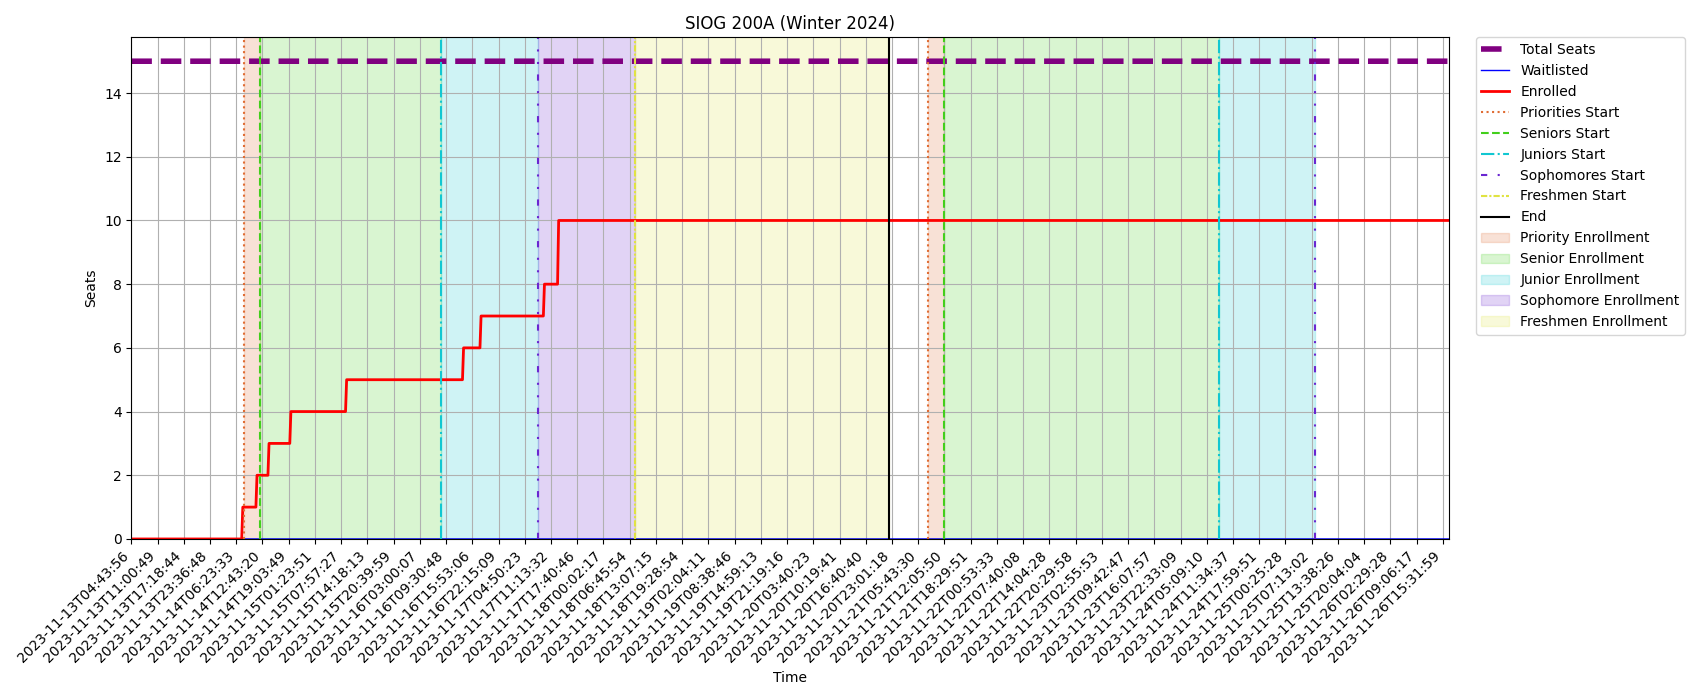 SIOG 200A (Winter 2024)
Seats
14
12
10
8
6
4
2
0
2023-11-13T04:43:56
2023-11-13T11:00:49
2023-11-13T17:18:44
2023-11-13T23:36:48
2023-11-14T06:23:33
2023-11-14T12:43:20
2023-11-14T19:03:49
2023-11-15T01:23:51
2023-11-15T07:57:27
2023-11-15T14:18:13
2023-11-15T20:39:59
2023-11-16T03:00:07
2023-11-16T09:30:48
2023-11-16T15:53:06
2023-11-16T22:15:09
2023-11-17T04:50:23
2023-11-17T11:13:32
2023-11-17T17:40:46
2023-11-18T00:02:17
2023-11-18T06:45:54
2023-11-18T13:07:15
2023-11-18T19:28:54
2023-11-19T02:04:11
2023-11-19T08:38:46
2023-11-19T14:59:13
2023-11-19T21:19:16
2023-11-20T03:40:23
2023-11-20T10:19:41
2023-11-20T16:40:40
2023-11-20T23:01:18
2023-11-21T05:43:30
2023-11-21T12:05:50
2023-11-21T18:29:51
2023-11-22T00:53:33
2023-11-22T07:40:08
2023-11-22T14:04:28
2023-11-22T20:29:58
2023-11-23T02:55:53
2023-11-23T09:42:47
2023-11-23T16:07:57
2023-11-23T22:33:09
2023-11-24T05:09:10
2023-11-24T11:34:37
2023-11-24T17:59:51
2023-11-25T00:25:28
2023-11-25T07:13:02
2023-11-25T13:38:26
2023-11-25T20:04:04
2023-11-26T02:29:28
2023-11-26T09:06:17
2023-11-26T15:31:59
Time
Total Seats
Waitlisted
Enrolled
Priorities Start
Seniors Start
Juniors Start
Sophomores Start
Freshmen Start
End
Priority Enrollment
Senior Enrollment
Junior Enrollment
Sophomore Enrollment
Freshmen Enrollment